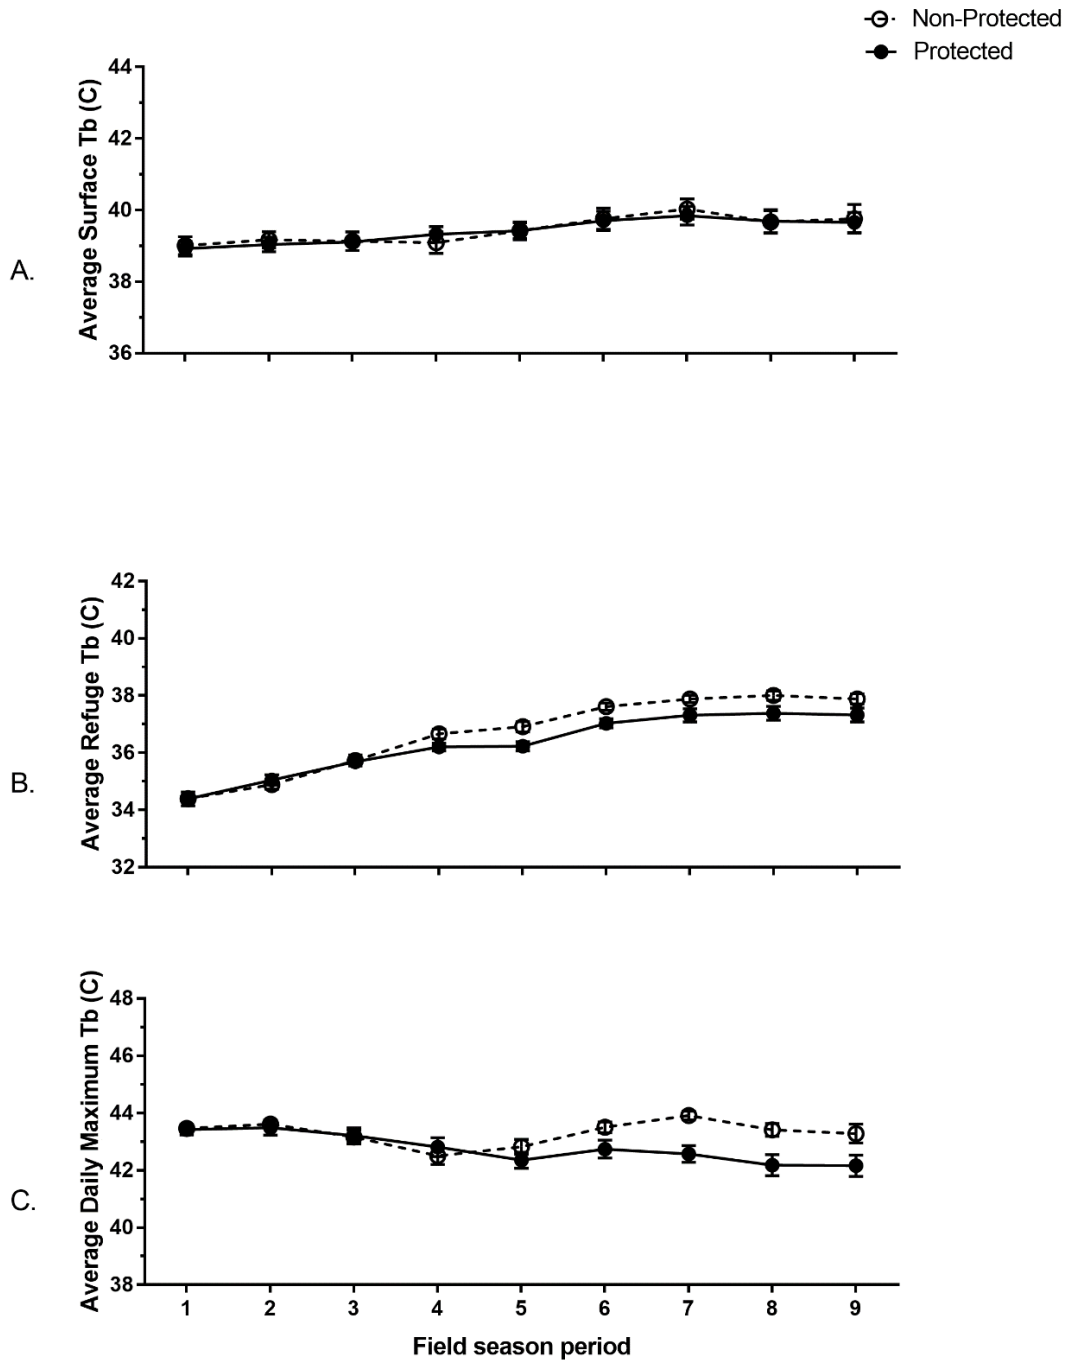 Non-Protected
Protected
A.
Average Surface Tb (C)
44
42
40
38
36
B.
Average Refuge Tb (C)
42
40
38
36
34
32
C.
Average Daily Maximum Tb (C)
48
46
44
42
40
38
1 2 3 4 5 6 7 8 9
Field season period